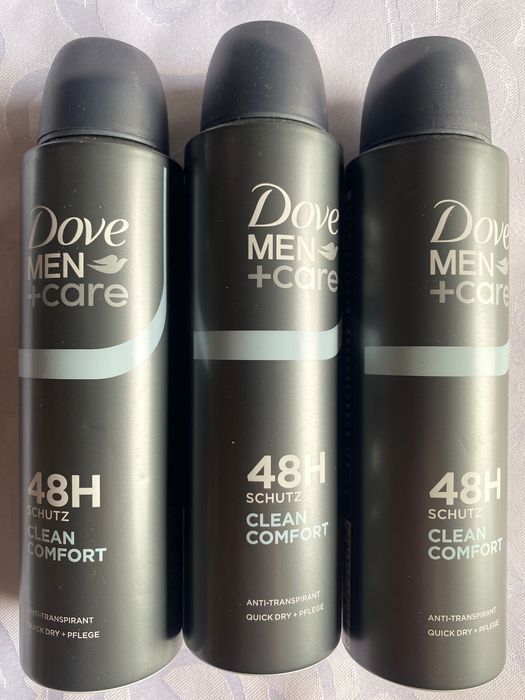 Dove
MEN
+care
48H
SCHUTZ
CLEAN
COMFORT
ANTI-TRANSPIRANT
QUICK DRY + PFLEGE
Dove
MEN
+care
48H
SCHUTZ
CLEAN
COMFORT
ANTI-TRANSPIRANT
QUICK DRY + PFLEGE
Dove
MEN
+care
48H
SCHUTZ
CLEAN
COMFORT
ANTI-TRANSPIRANT
QUICK DRY + PFLEGE